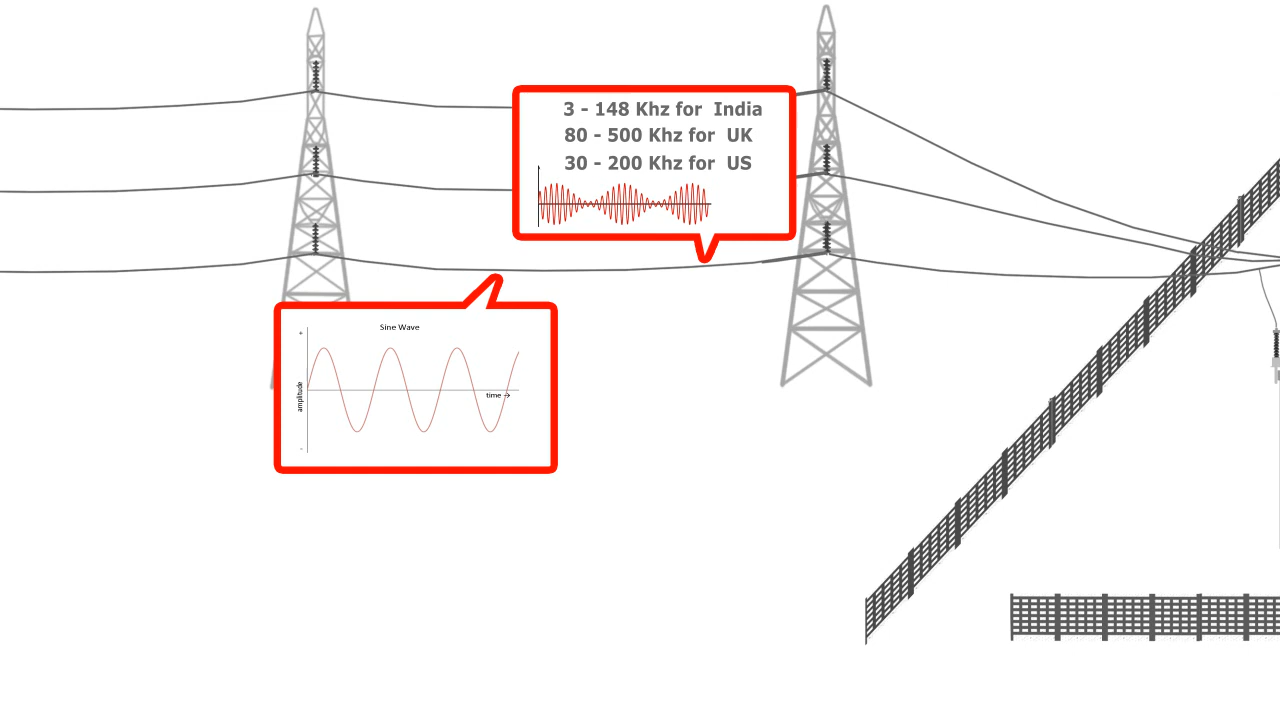 3 - 148 Khz for India
80 - 500 Khz for UK
30 - 200 Khz for US
Sine Wave
+
amplitude
time →
-